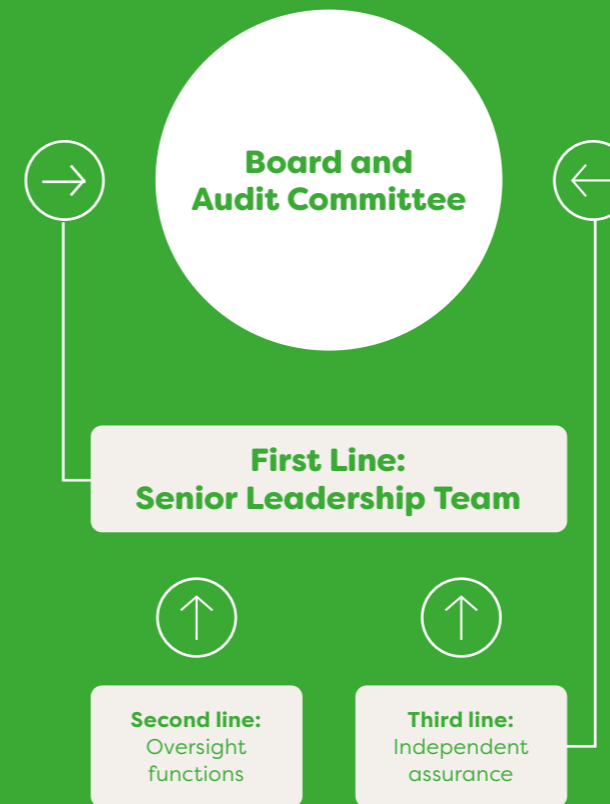 Board and
Audit Committee
First Line:
Senior Leadership Team
Second line:
Oversight
functions
Third line:
Independent
assurance